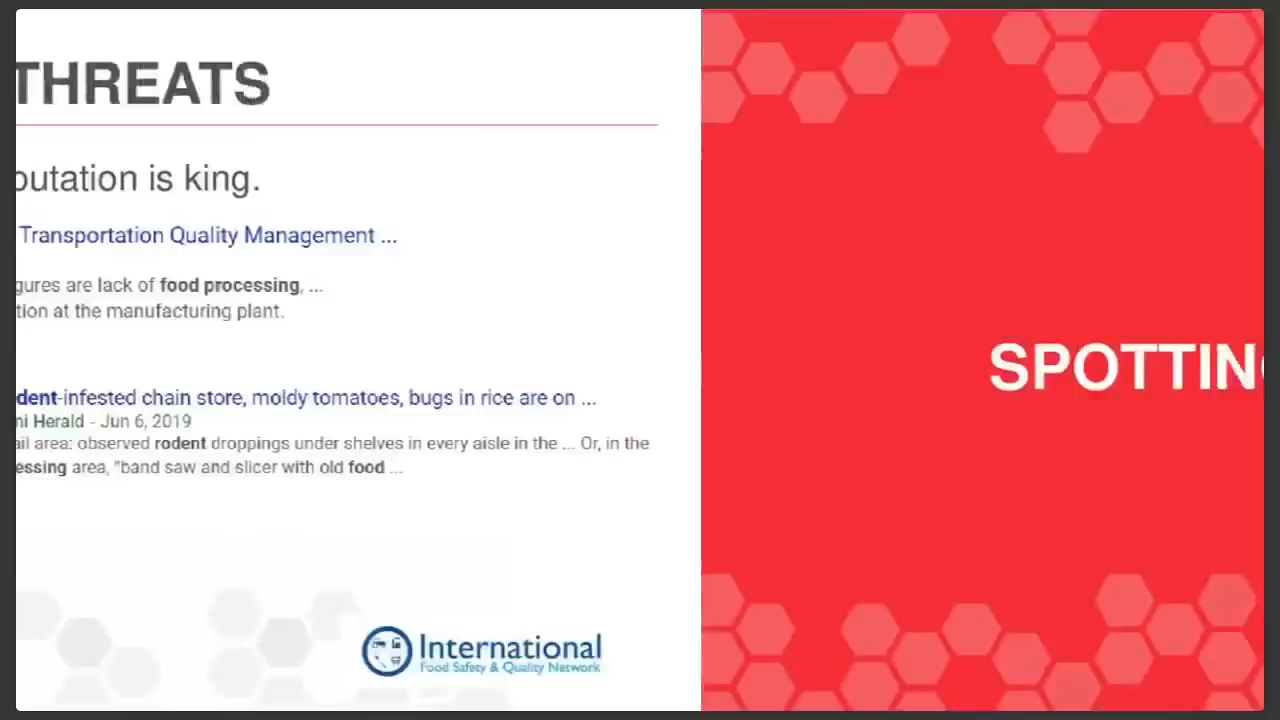 THREATS
putation is king.
Transportation Quality Management ...
gures are lack of food processing, ...
tion at the manufacturing plant.
dent-infested chain store, moldy tomatoes, bugs in rice are on ...
ni Herald - Jun 6, 2019
ail area: observed rodent droppings under shelves in every aisle in the ... Or, in the
essing area, "band saw and slicer with old food ...
International
Food Safety & Quality Network
SPOTTING